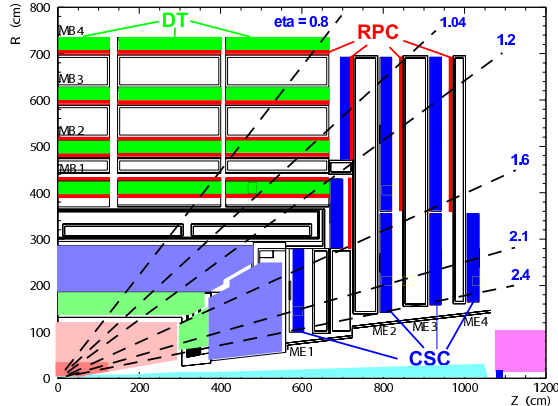 R (cm)
800
700
600
500
400
300
200
100
0
MB4
MB3
MB2
MB1
DT
eta = 0.8
RPC
1.04
1.2
1.6
2.1
2.4
ME1
ME2
ME3
ME4
CSC
0
200
400
600
800
1000
1200
Z (cm)